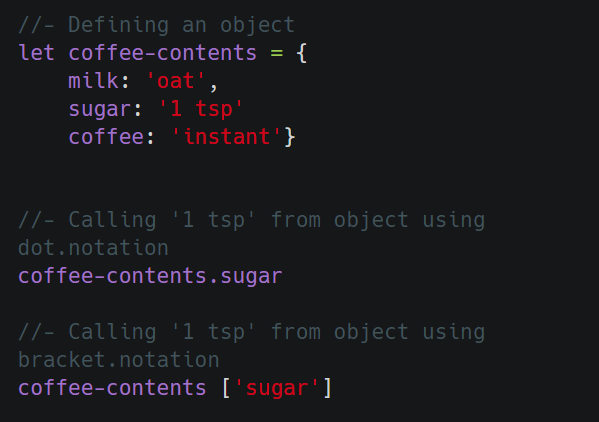 //- Defining an object
let coffee-contents = {
    milk: 'oat',
    sugar: '1 tsp'
    coffee: 'instant'}
//- Calling '1 tsp' from object using
dot.notation
coffee-contents.sugar
//- Calling '1 tsp' from object using
bracket.notation
coffee-contents ['sugar']